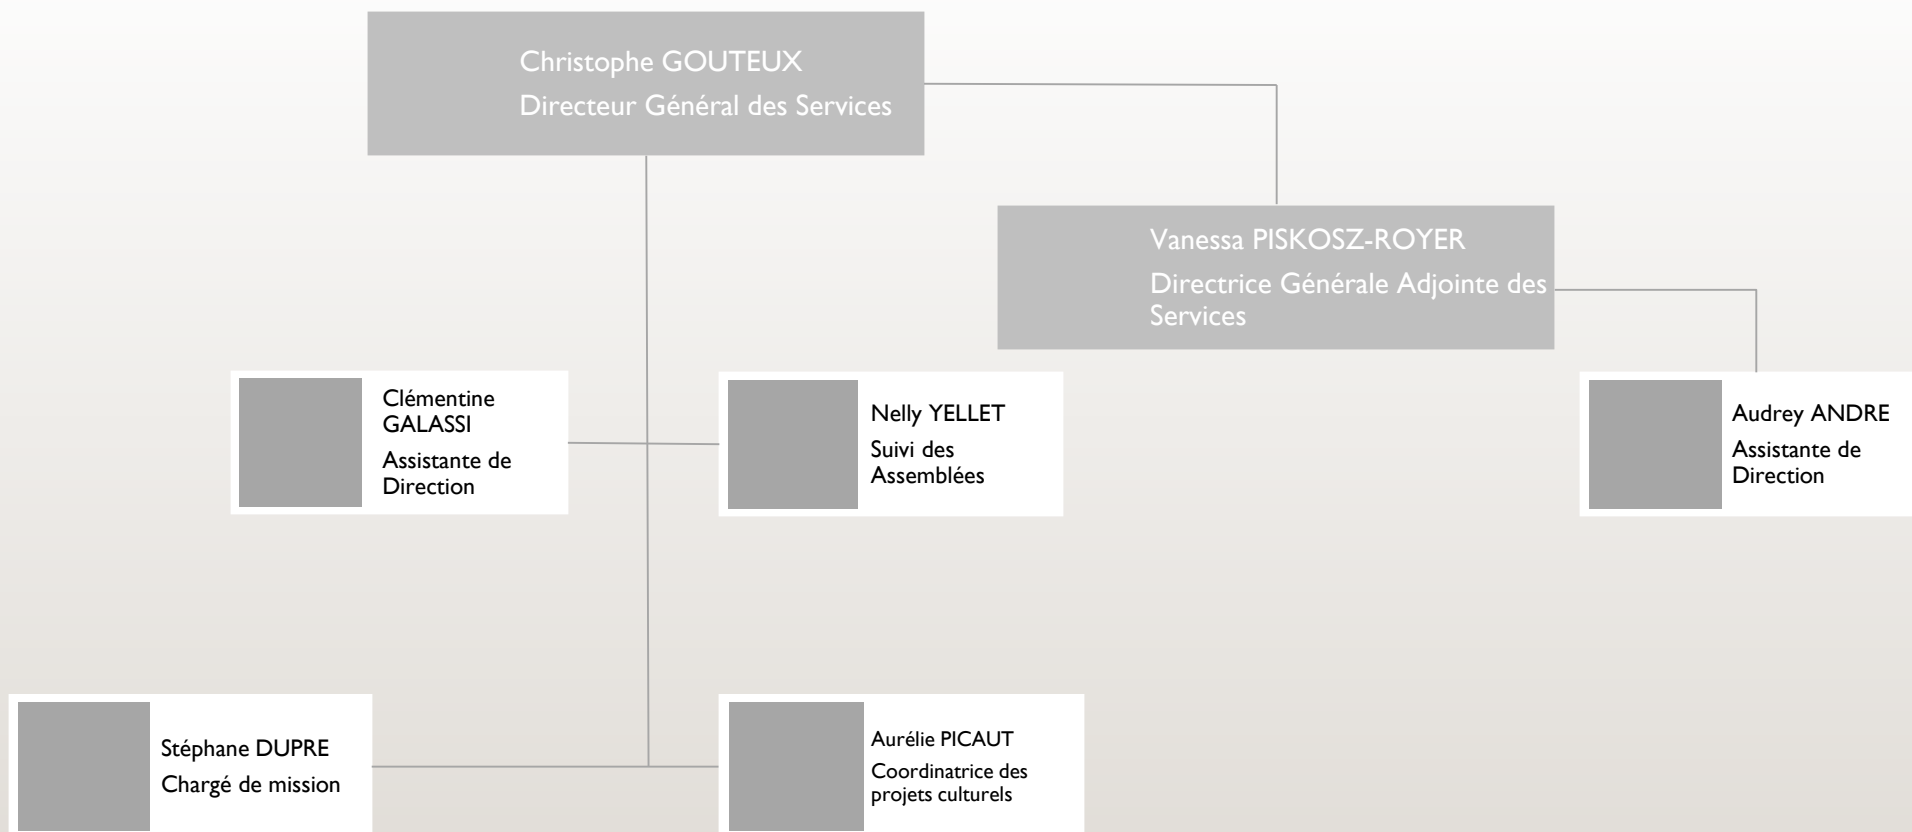 Christophe GOUTEUX
Directeur Général des Services
Vanessa PISKOSZ-ROYER
Directrice Générale Adjointe des
Services
Clémentine
GALASSI
Assistante de
Direction
Nelly YELLET
Suivi des
Assemblées
Audrey ANDRE
Assistante de
Direction
Stéphane DUPRE
Chargé de mission
Aurélie PICAUT
Coordinatrice des
projets culturels